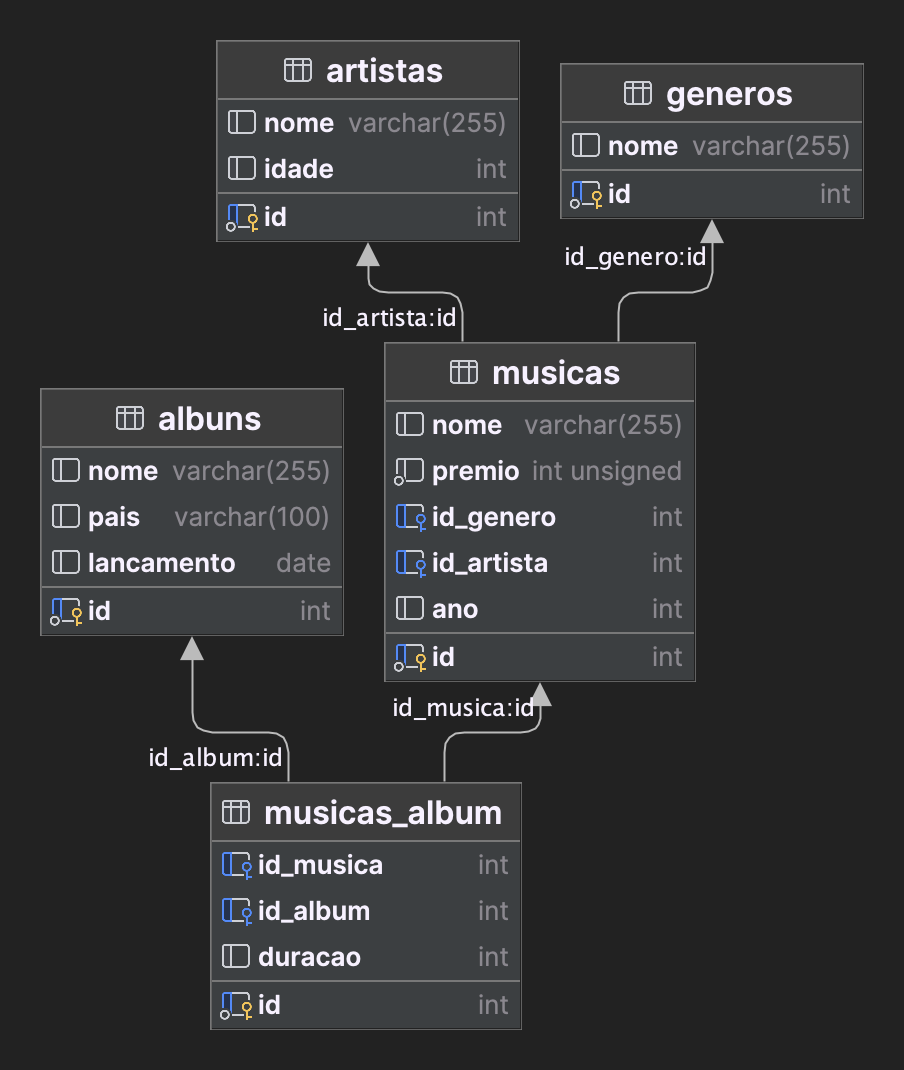 artistas
nome varchar(255)
idade int
id int
generos
nome varchar(255)
id int
id_genero:id
id_artista:id
musicas
nome varchar(255)
premio int unsigned
id_genero int
id_artista int
ano int
id int
albuns
nome varchar(255)
pais varchar(100)
lancamento date
id int
id_musica:id
id_album:id
musicas_album
id_musica int
id_album int
duracao int
id int